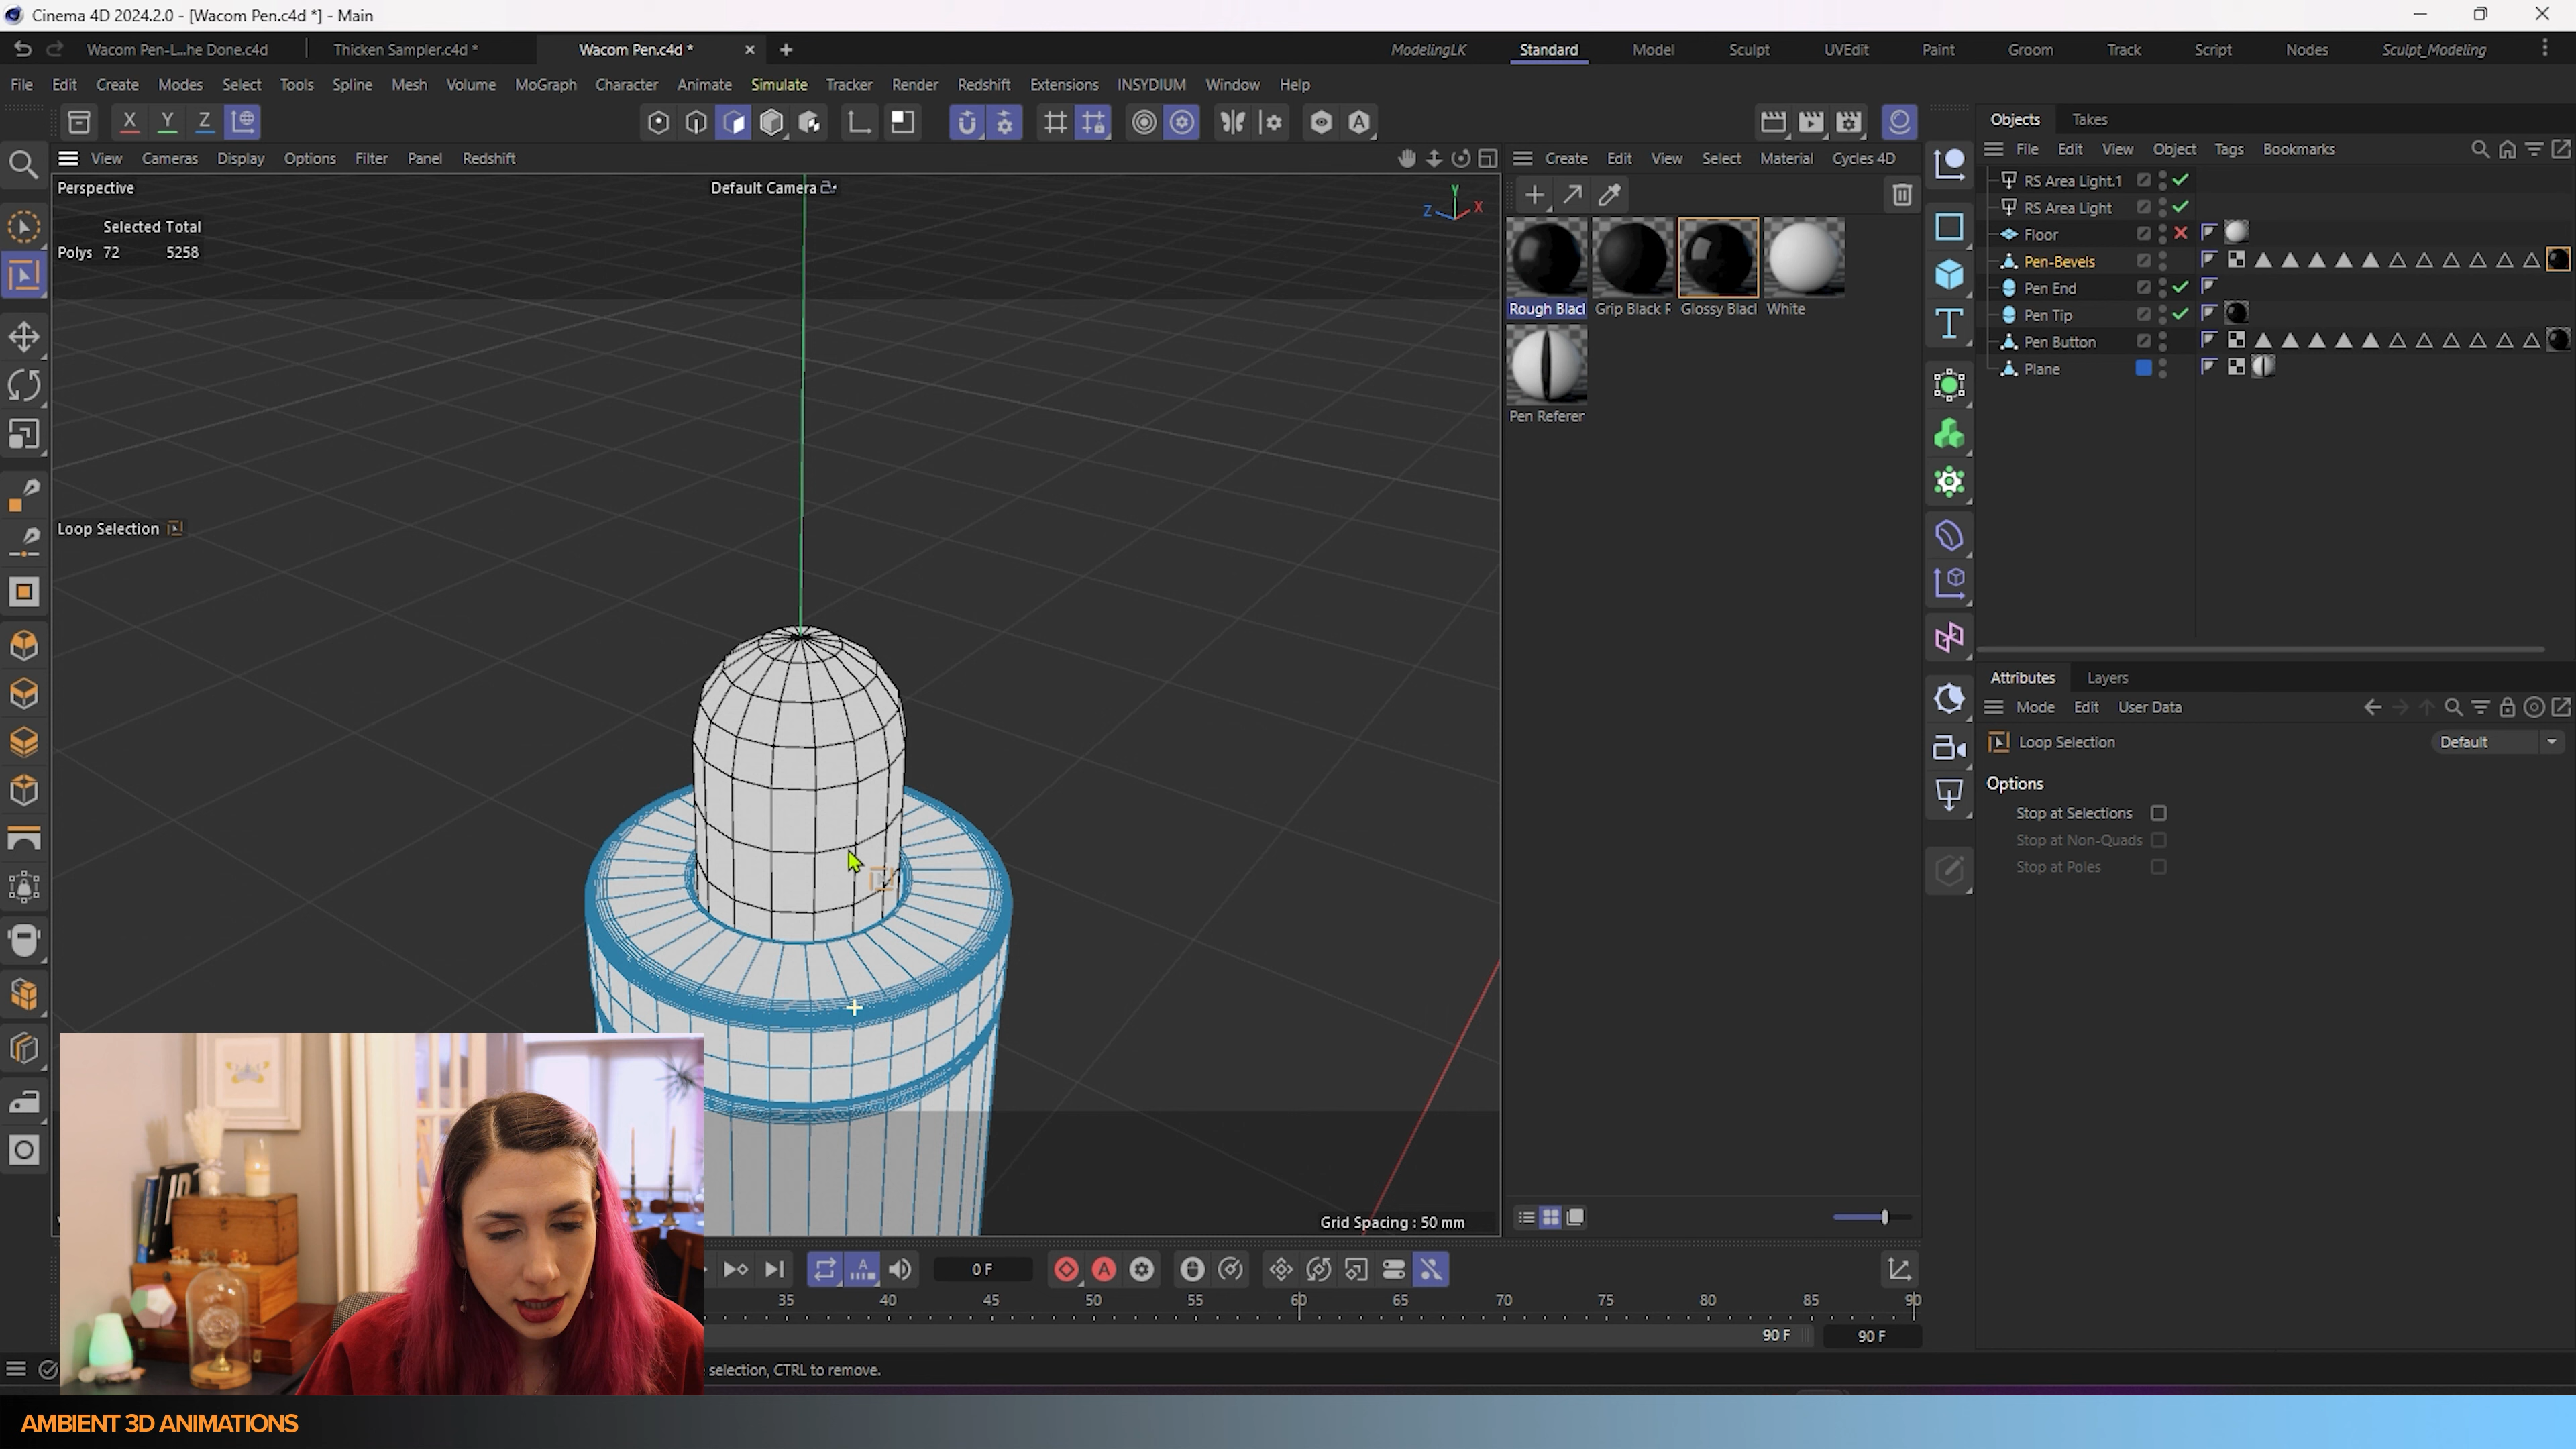 Cinema 4D 2024.2.0 - [Wacom Pen.c4d *] - Main
Wacom Pen-L...he Done.c4d Thicken Sampler.c4d * Wacom Pen.c4d * ModelingLK Standard Model Sculpt UVEdit Paint Groom Track Script Nodes Sculpt_Modeling
File Edit Create Modes Select Tools Spline Mesh Volume MoGraph Character Animate Simulate Tracker Render Redshift Extensions INSYDIUM Window Help
X Y Z
View Cameras Display Options Filter Panel Redshift
Perspective Default Camera
Y
Z X
Selected Total
Polys 72 5258
Loop Selection
Grid Spacing : 50 mm
Create Edit View Select Material Cycles 4D
Rough Blacl Grip Black F Glossy Blacl White
Pen Referer
Objects Takes
File Edit View Object Tags Bookmarks
RS Area Light.1
RS Area Light
Floor
Pen-Bevels
Pen End
Pen Tip
Pen Button
Plane
Attributes Layers
Mode Edit User Data
Loop Selection Default
Options
Stop at Selections
Stop at Non-Quads
Stop at Poles
0 F
35 40 45 50 55 60 65 70 75 80 85 90
90 F 90 F
selection, CTRL to remove.
AMBIENT 3D ANIMATIONS